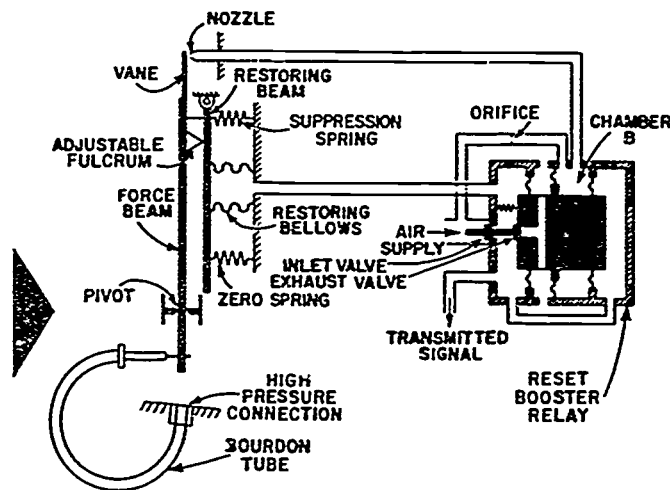 NOZZLE
VANE
RESTORING
BEAM
SUPPRESSION
SPRING
ORIFICE
CHAMBER
B
ADJUSTABLE
FULCRUM
FORCE
BEAM
RESTORING
BELLOWS
AIR
SUPPLY
INLET VALVE
EXHAUST VALVE
ZERO SPRING
PIVOT
TRANSMITTED
SIGNAL
RESET
BOOSTER
RELAY
HIGH
PRESSURE
CONNECTION
BOURDON
TUBE